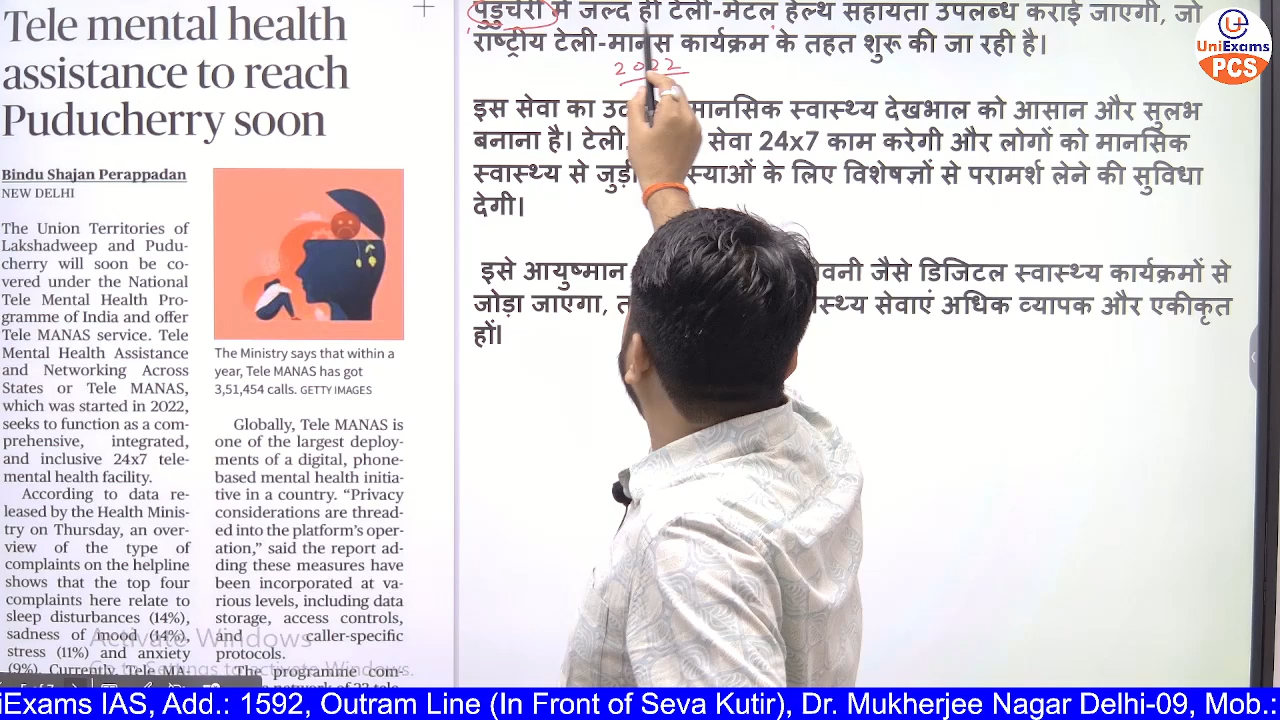 Tele mental health
assistance to reach
Puducherry soon
Bindu Shajan Perappadan
NEW DELHI
The Union Territories of
Lakshadweep and Pudu-
cherry will soon be co-
vered under the National
Tele Mental Health Pro-
gramme of India and offer
Tele MANAS service. Tele
Mental Health Assistance
and Networking Across
States or Tele MANAS,
which was started in 2022,
seeks to function as a com-
prehensive, integrated,
and inclusive 24x7 tele-
mental health facility.
According to data re-
leased by the Health Minis-
try on Thursday, an over-
view of the type of
complaints on the helpline
shows that the top four
complaints here relate to
sleep disturbances (14%),
sadness of mood (14%),
stress (11%) and anxiety
(9%). Currently, Tele MA-
The Ministry says that within a
year, Tele MANAS has got
3,51,454 calls. GETTY IMAGES
Globally, Tele MANAS is
one of the largest deploy-
ments of a digital, phone-
based mental health initia-
tive in a country. “Privacy
considerations are thread-
ed into the platform’s oper-
ation,” said the report ad-
ding these measures have
been incorporated at va-
rious levels, including data
storage, access controls,
and caller-specific
protocols.
The programme com-
network of 23 tele-
पुडुचेरी में जल्द ही टेली-मेंटल हेल्थ सहायता उपलब्ध कराई जाएगी, जो
राष्ट्रीय टेली-मानस कार्यक्रम के तहत शुरू की जा रही है।
2022
इस सेवा का मानसिक स्वास्थ्य देखभाल को आसान और सुलभ
बनाना है। टेली सेवा 24x7 काम करेगी और लोगों को मानसिक
स्वास्थ्य से जुड़ी के लिए विशेषज्ञों से परामर्श लेने की सुविधा
देगी।
इसे आयुष्मान जैसे डिजिटल स्वास्थ्य कार्यक्रमों से
जोड़ा जाएगा, सेवाएं अधिक व्यापक और एकीकृत
हों।
UniExams
PCS
Activate Windows
Go to Settings to activate Windows.
iExams IAS, Add.: 1592, Outram Line (In Front of Seva Kutir), Dr. Mukherjee Nagar Delhi-09, Mob.: